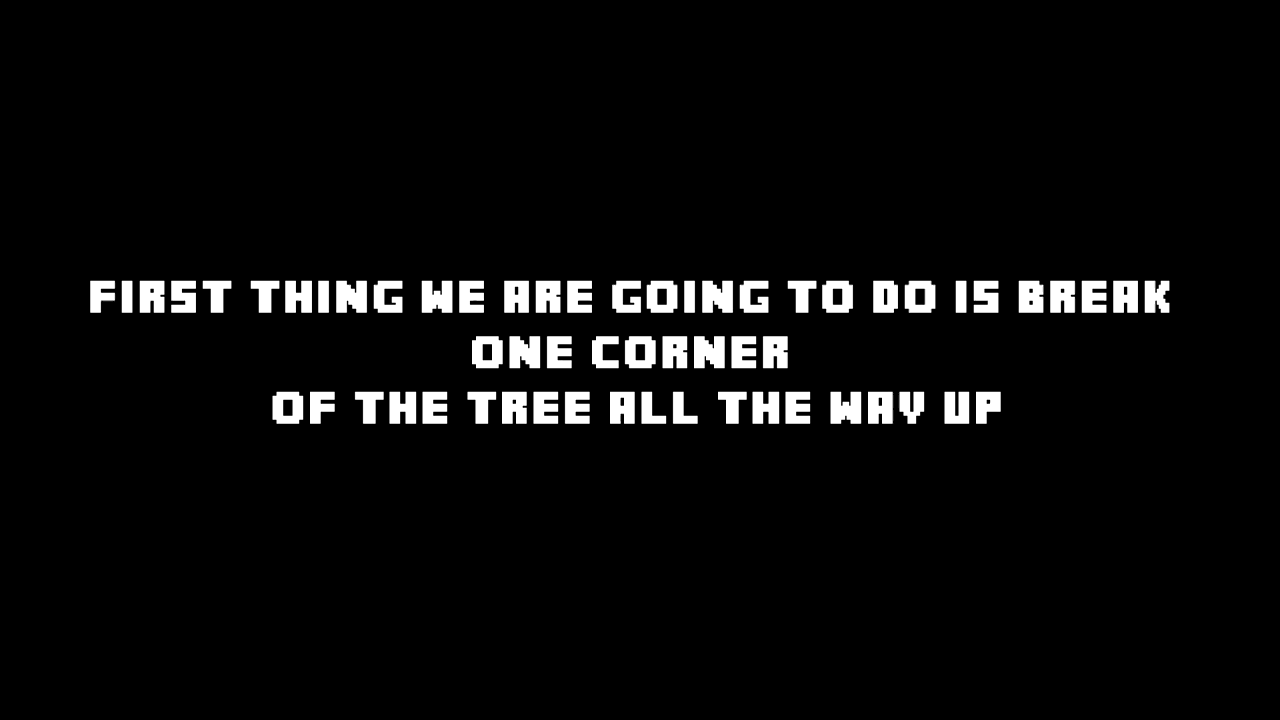 FIRST THING WE ARE GOING TO DO IS BREAK
ONE CORNER
OF THE TREE ALL THE WAY UP